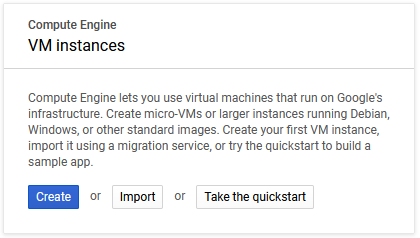 Compute Engine
VM instances
Compute Engine lets you use virtual machines that run on Google's
infrastructure. Create micro-VMs or larger instances running Debian,
Windows, or other standard images. Create your first VM instance,
import it using a migration service, or try the quickstart to build a
sample app.
Create or Import or Take the quickstart